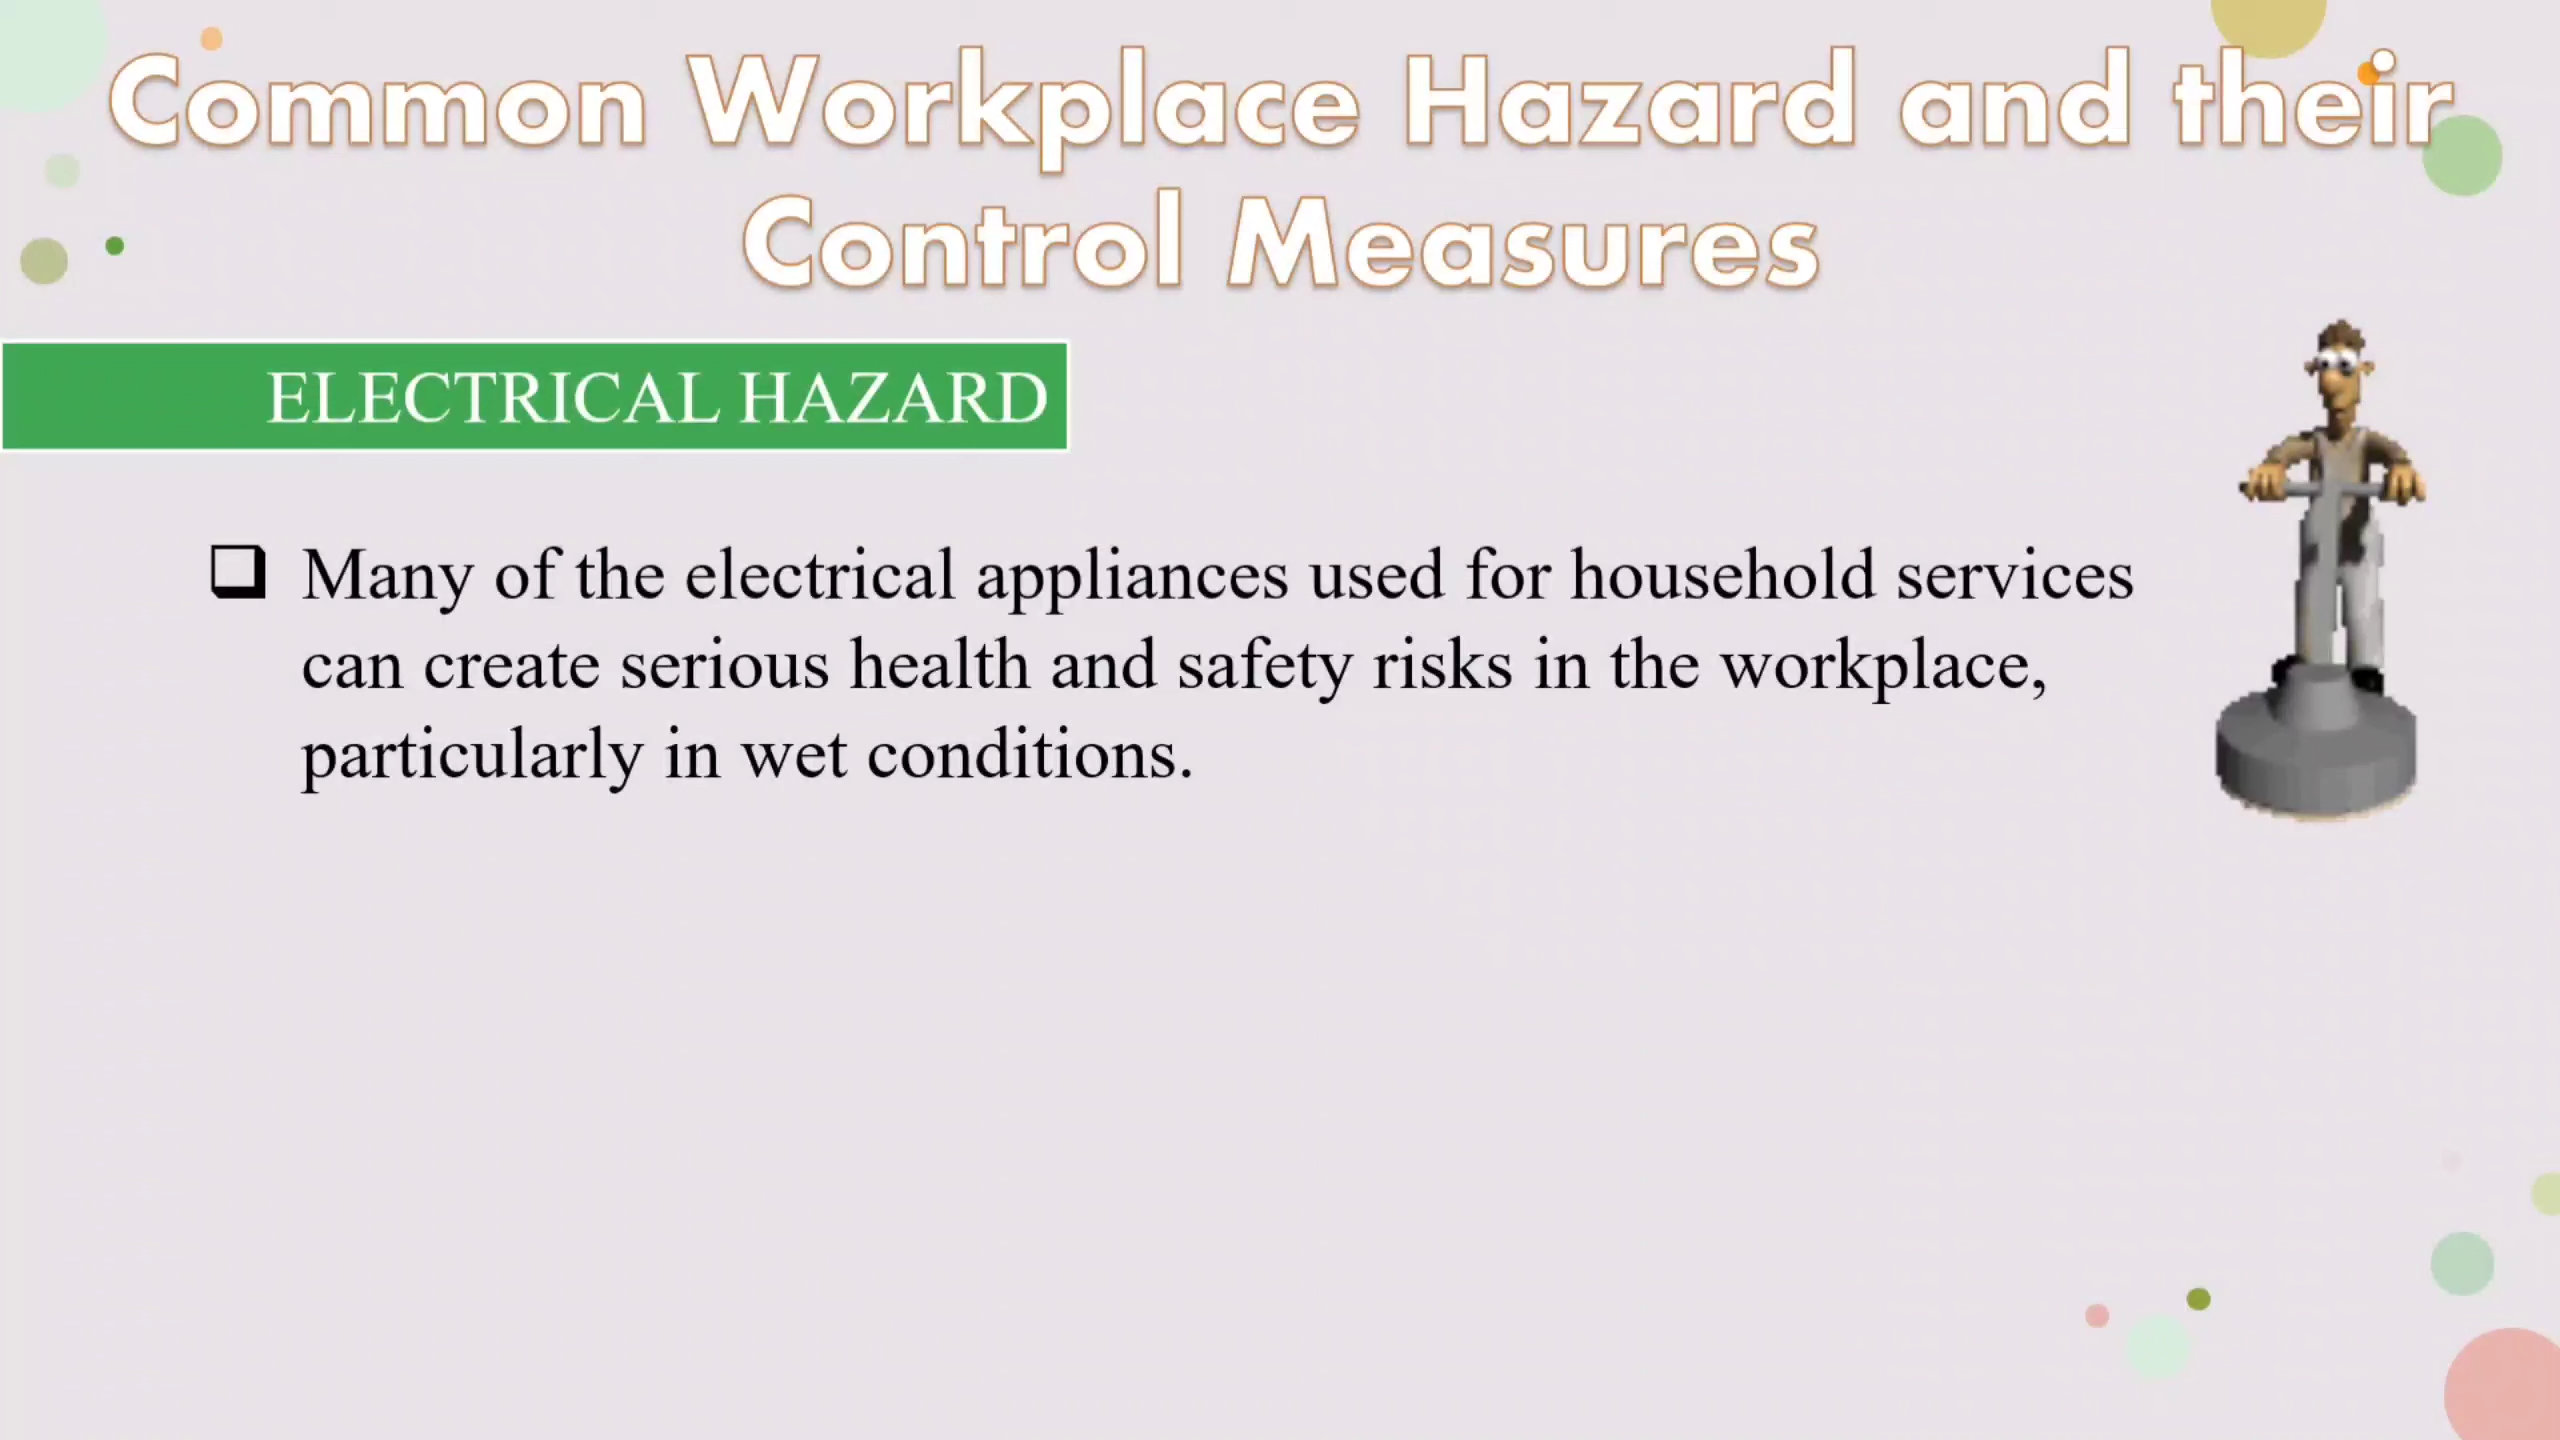 Common Workplace Hazard and their
Control Measures
ELECTRICAL HAZARD
❑ Many of the electrical appliances used for household services
can create serious health and safety risks in the workplace,
particularly in wet conditions.